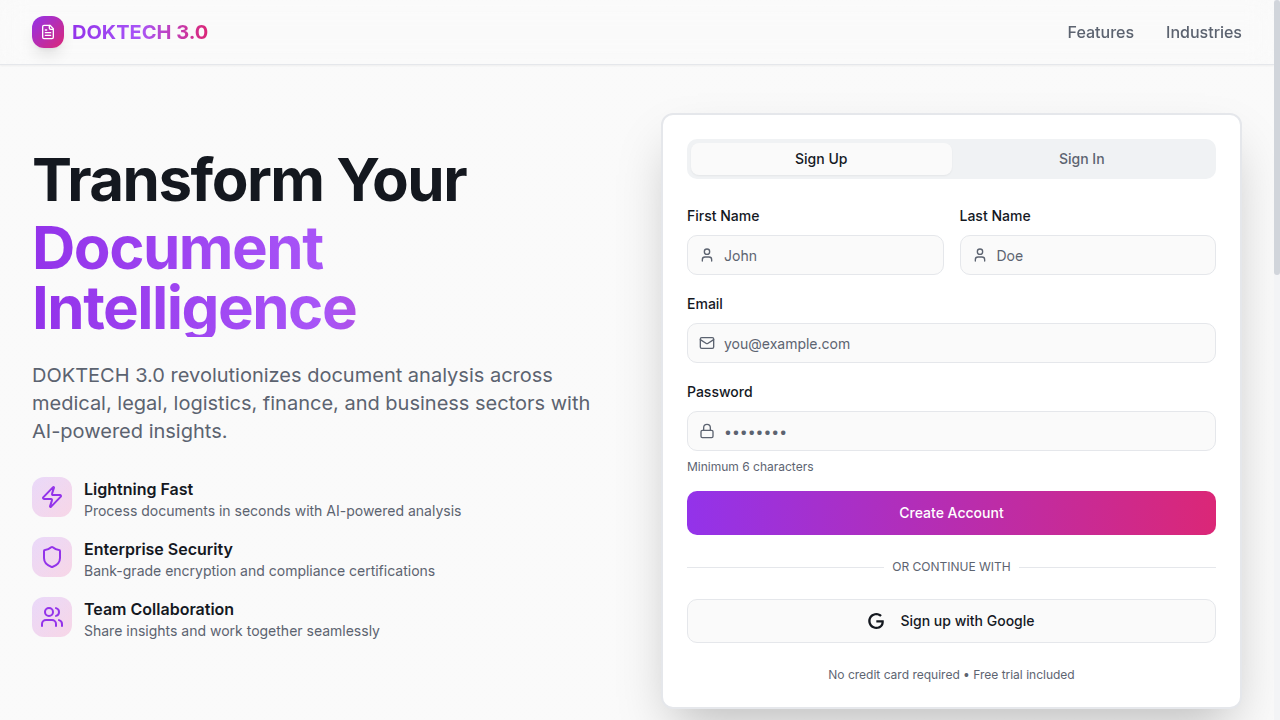 DOKTECH 3.0
Features
Industries
Transform Your
Document
Intelligence
DOKTECH 3.0 revolutionizes document analysis across
medical, legal, logistics, finance, and business sectors with
AI-powered insights.
Lightning Fast
Process documents in seconds with AI-powered analysis
Enterprise Security
Bank-grade encryption and compliance certifications
Team Collaboration
Share insights and work together seamlessly
Sign Up
Sign In
First Name
Last Name
John
Doe
Email
you@example.com
Password
••••••••
Minimum 6 characters
Create Account
OR CONTINUE WITH
Sign up with Google
No credit card required • Free trial included